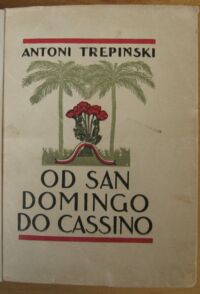 ANTONI TREPIŃSKI
OD SAN
DOMINGO
DO CASSINO